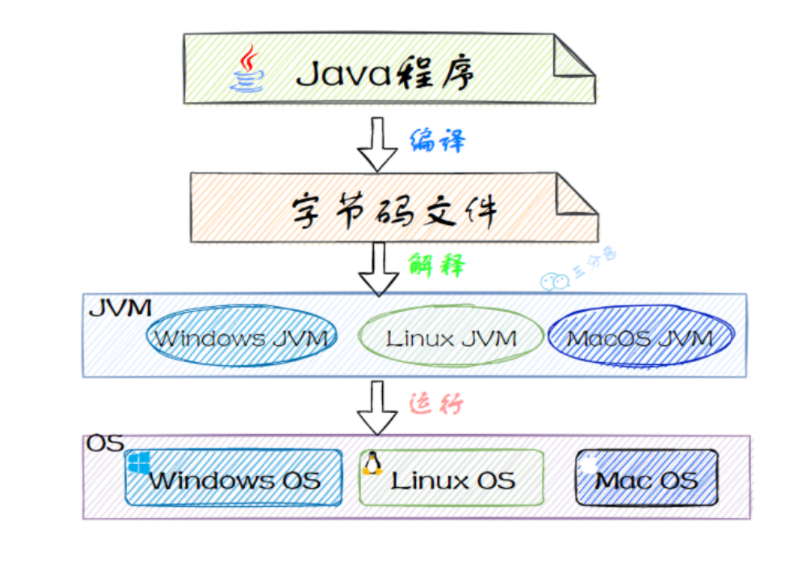 Java程序
编译
字节码文件
解释
三分恶
JVM
Windows JVM
Linux JVM
MacOS JVM
运行
OS
Windows OS
Linux OS
Mac OS